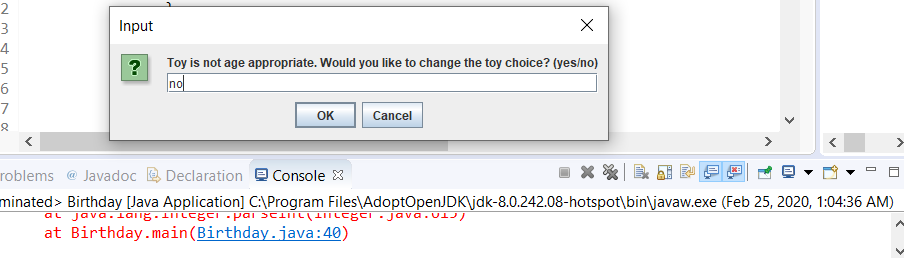 2
3
4
Input
Toy is not age appropriate. Would you like to change the toy choice? (yes/no)
5
no
6
OK Cancel
7
8
roblems @ Javadoc Declaration Console
minated> Birthday [Java Application] C:\Program Files\AdoptOpenJDK\jdk-8.0.242.08-hotspot\bin\javaw.exe (Feb 25, 2020, 1:04:36 AM)
at java.lang.Integer.parseInt(Integer.java:615)
at Birthday.main(Birthday.java:40)